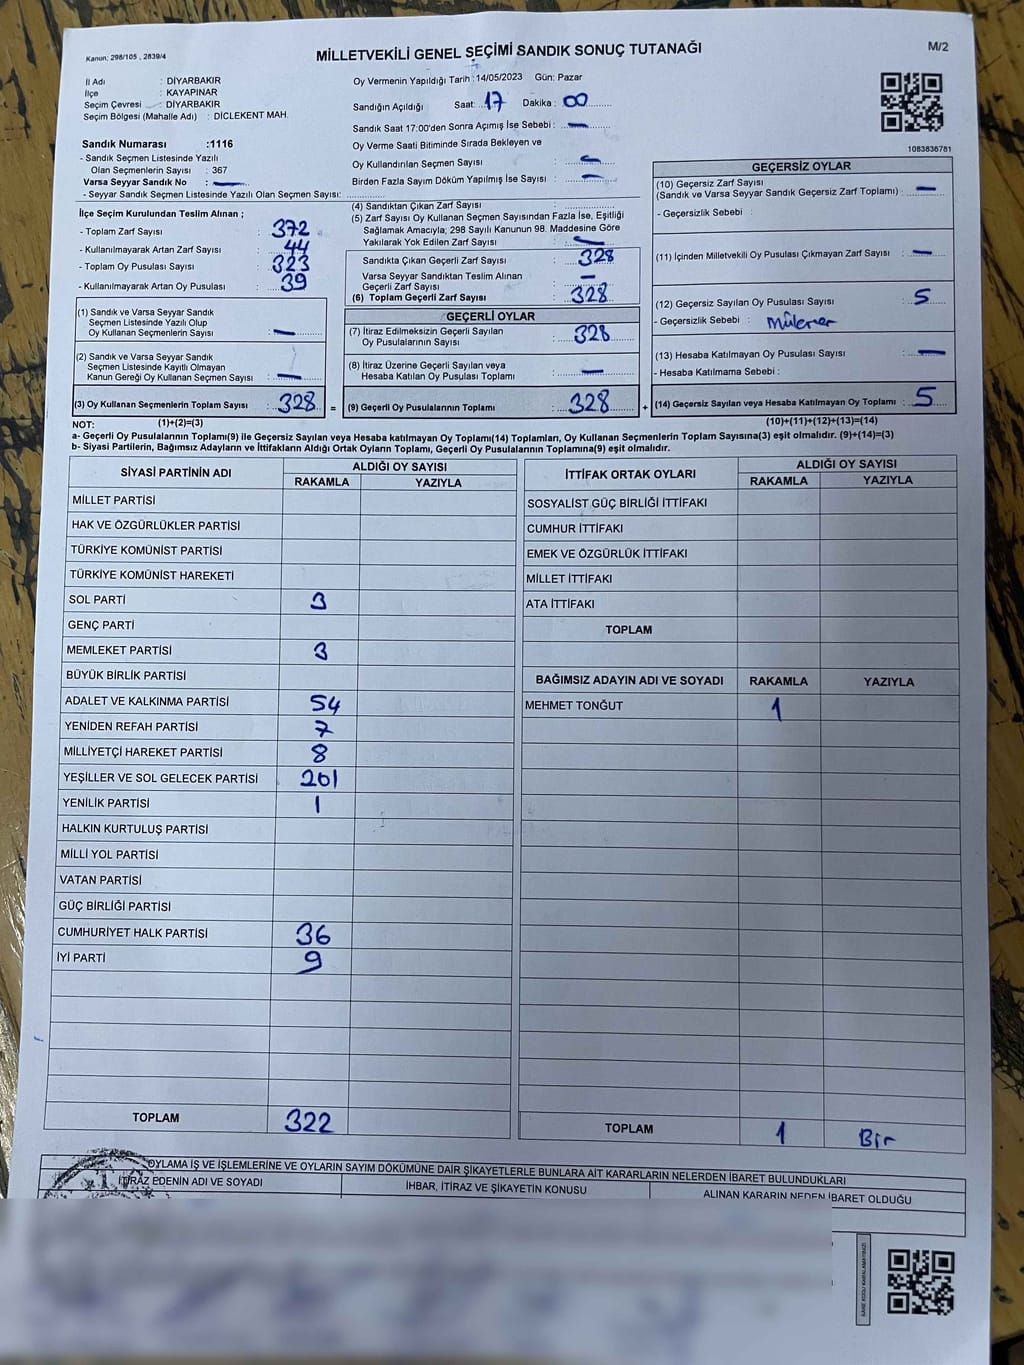 Kanun: 298/105 , 2839/4
MİLLETVEKİLİ GENEL SEÇİMİ SANDIK SONUÇ TUTANAĞI
M/2
İl Adı : DİYARBAKIR
İlçe : KAYAPINAR
Seçim Çevresi : DİYARBAKIR
Seçim Bölgesi (Mahalle Adı) : DİCLEKENT MAH.
Sandık Numarası :1116
- Sandık Seçmen Listesinde Yazılı
Olan Seçmenlerin Sayısı : 367
Varsa Seyyar Sandık No : —
- Seyyar Sandık Seçmen Listesinde Yazılı Olan Seçmen Sayısı:
Oy Vermenin Yapıldığı Tarih : 14/05/2023 Gün: Pazar
Sandığın Açıldığı Saat: 17 Dakika : 00
Sandık Saat 17:00'den Sonra Açımış İse Sebebi : —
Oy Verme Saati Bitiminde Sırada Bekleyen ve
Oy Kullandırılan Seçmen Sayısı : —
Birden Fazla Sayım Döküm Yapılmış İse Sayısı : —
1083836781
İlçe Seçim Kurulundan Teslim Alınan ;
- Toplam Zarf Sayısı : 372
- Kullanılmayarak Artan Zarf Sayısı : 44
- Toplam Oy Pusulası Sayısı : 323
- Kullanılmayarak Artan Oy Pusulası : 39
(1) Sandık ve Varsa Seyyar Sandık
Seçmen Listesinde Yazılı Olup
Oy Kullanan Seçmenlerin Sayısı : —
(2) Sandık ve Varsa Seyyar Sandık
Seçmen Listesinde Kayıtlı Olmayan
Kanun Gereği Oy Kullanan Seçmen Sayısı : —
(3) Oy Kullanan Seçmenlerin Toplam Sayısı : 328 =
(4) Sandıktan Çıkan Zarf Sayısı :
(5) Zarf Sayısı Oy Kullanan Seçmen Sayısından Fazla İse, Eşitliği
Sağlamak Amacıyla; 298 Sayılı Kanunun 98. Maddesine Göre
Yakılarak Yok Edilen Zarf Sayısı : —
Sandıkta Çıkan Geçerli Zarf Sayısı : 328
Varsa Seyyar Sandıktan Teslim Alınan
Geçerli Zarf Sayısı : —
(6) Toplam Geçerli Zarf Sayısı : 328
GEÇERLİ OYLAR
(7) İtiraz Edilmeksizin Geçerli Sayılan
Oy Pusulalarının Sayısı : 328
(8) İtiraz Üzerine Geçerli Sayılan veya
Hesaba Katılan Oy Pusulası Toplamı : —
(9) Geçerli Oy Pusulalarının Toplamı : 328 +
GEÇERSİZ OYLAR
(10) Geçersiz Zarf Sayısı
(Sandık ve Varsa Seyyar Sandık Geçersiz Zarf Toplamı) : —
- Geçersizlik Sebebi :
(11) İçinden Milletvekili Oy Pusulası Çıkmayan Zarf Sayısı : —
(12) Geçersiz Sayılan Oy Pusulası Sayısı : 5
- Geçersizlik Sebebi :
(13) Hesaba Katılmayan Oy Pusulası Sayısı : —
- Hesaba Katılmama Sebebi :
(14) Geçersiz Sayılan veya Hesaba Katılmayan Oy Toplamı : 5
NOT: (1)+(2)=(3)
(10)+(11)+(12)+(13)=(14)
a- Geçerli Oy Pusulalarının Toplamı(9) ile Geçersiz Sayılan veya Hesaba katılmayan Oy Toplamı(14) Toplamları, Oy Kullanan Seçmenlerin Toplam Sayısına(3) eşit olmalıdır. (9)+(14)=(3)
b- Siyasi Partilerin, Bağımsız Adayların ve İttifakların Aldığı Ortak Oyların Toplamı, Geçerli Oy Pusulalarının Toplamına(9) eşit olmalıdır.
SİYASİ PARTİNİN ADI ALDIĞI OY SAYISI
RAKAMLA YAZIYLA
MİLLET PARTİSİ
HAK VE ÖZGÜRLÜKLER PARTİSİ
TÜRKİYE KOMÜNİST PARTİSİ
TÜRKİYE KOMÜNİST HAREKETİ
SOL PARTİ 3
GENÇ PARTİ
MEMLEKET PARTİSİ 3
BÜYÜK BİRLİK PARTİSİ
ADALET VE KALKINMA PARTİSİ 54
YENİDEN REFAH PARTİSİ 7
MİLLİYETÇİ HAREKET PARTİSİ 8
YEŞİLLER VE SOL GELECEK PARTİSİ 201
YENİLİK PARTİSİ 1
HALKIN KURTULUŞ PARTİSİ
MİLLİ YOL PARTİSİ
VATAN PARTİSİ
GÜÇ BİRLİĞİ PARTİSİ
CUMHURİYET HALK PARTİSİ 36
İYİ PARTİ 9
TOPLAM 322
İTTİFAK ORTAK OYLARI ALDIĞI OY SAYISI
RAKAMLA YAZIYLA
SOSYALİST GÜÇ BİRLİĞİ İTTİFAKI
CUMHUR İTTİFAKI
EMEK VE ÖZGÜRLÜK İTTİFAKI
MİLLET İTTİFAKI
ATA İTTİFAKI
TOPLAM
BAĞIMSIZ ADAYIN ADI VE SOYADI RAKAMLA YAZIYLA
MEHMET TONĞUT 1
TOPLAM 1 Bir
OYLAMA İŞ VE İŞLEMLERİNE VE OYLARIN SAYIM DÖKÜMÜNE DAİR ŞİKAYETLERLE BUNLARA AİT KARARLARIN NELERDEN İBARET BULUNDUKLARI
İTİRAZ EDENİN ADI VE SOYADI İHBAR, İTİRAZ VE ŞİKAYETİN KONUSU ALINAN KARARIN NEDEN İBARET OLDUĞU